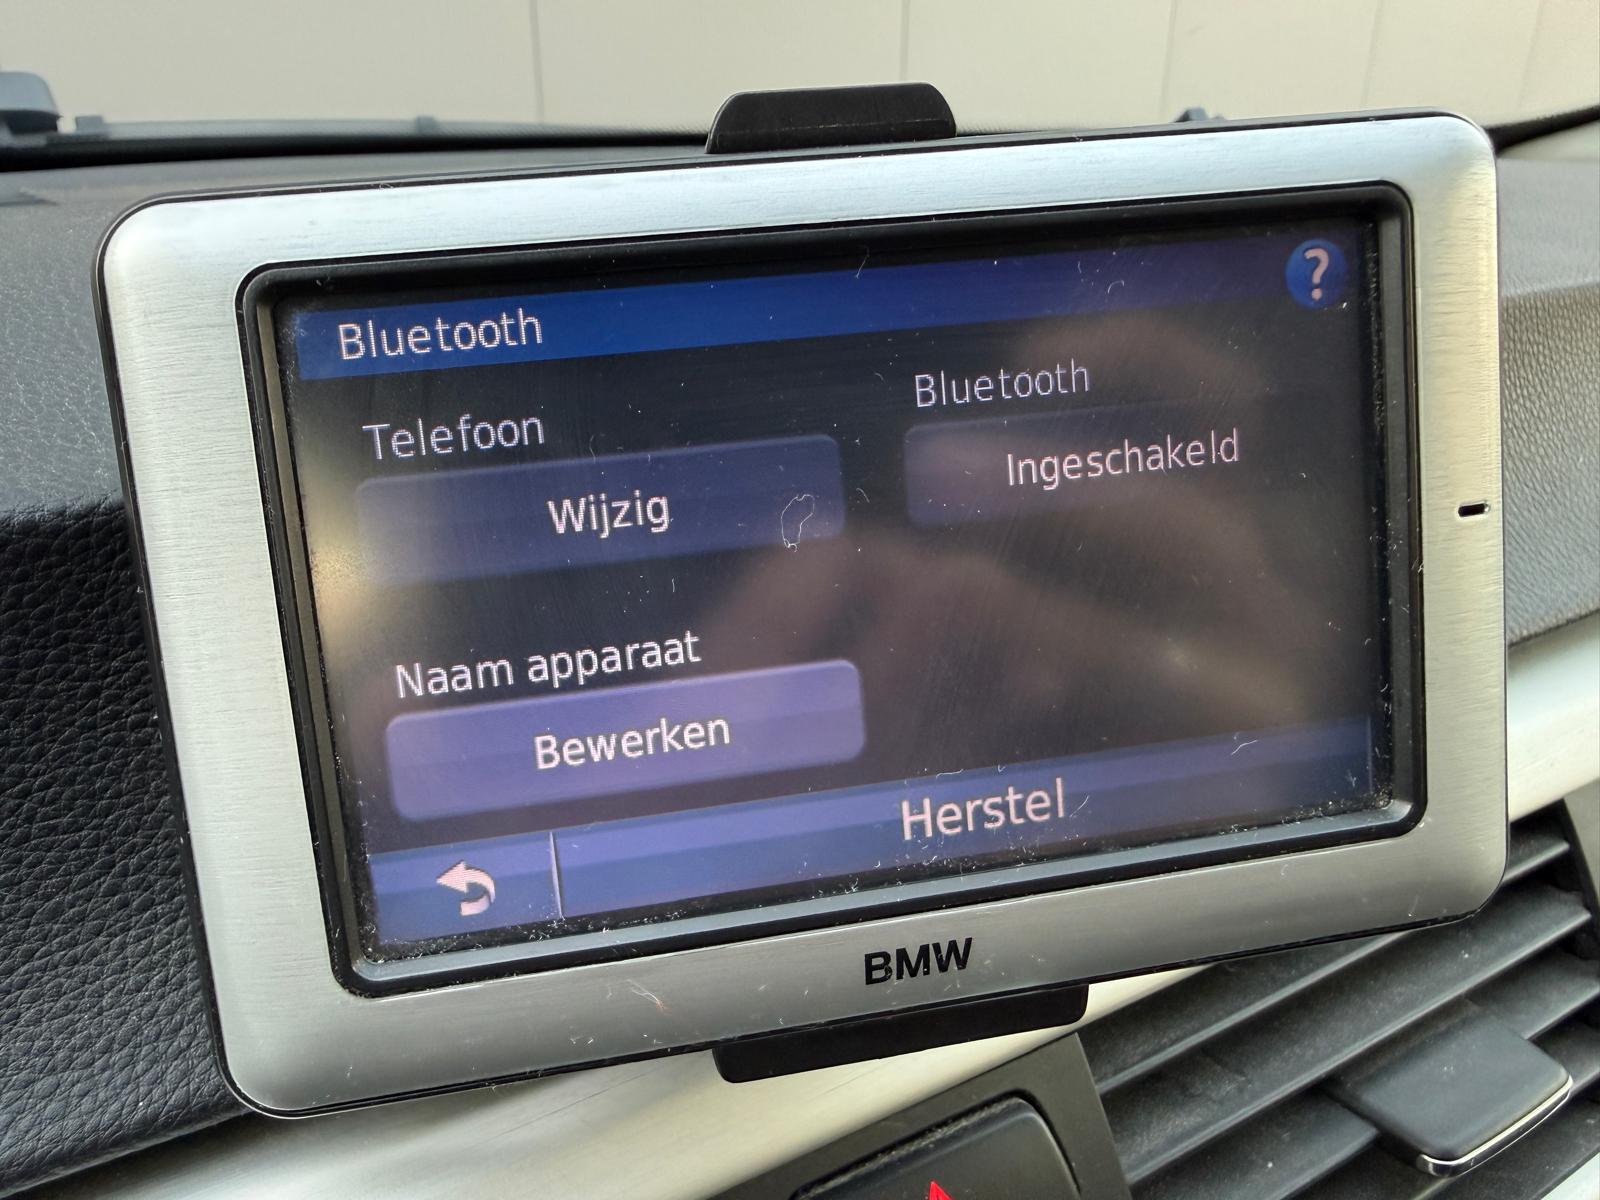 Bluetooth
?
Telefoon
Wijzig
Bluetooth
Ingeschakeld
Naam apparaat
Bewerken
Herstel
BMW